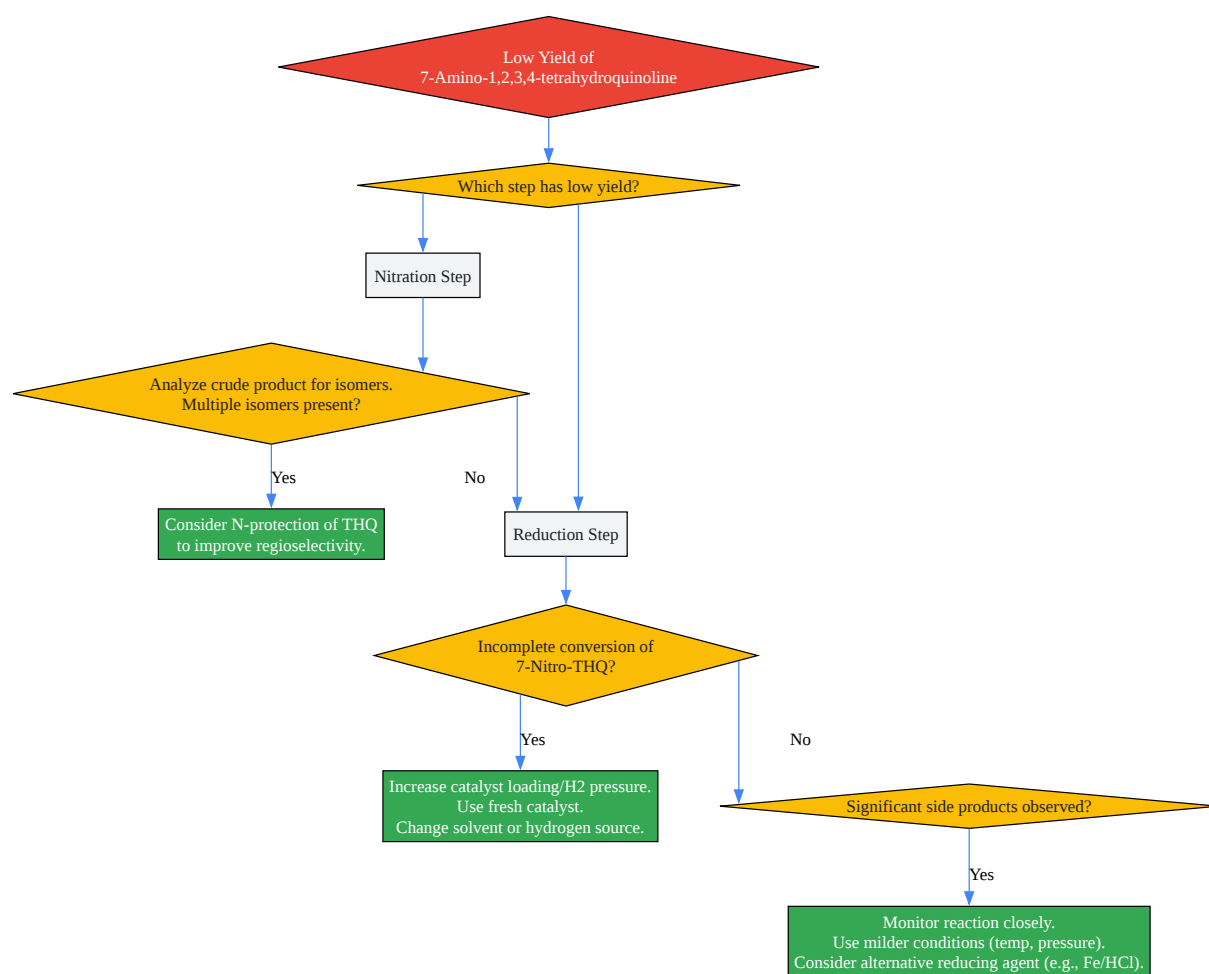 Low Yield of
7-Amino-1,2,3,4-tetrahydroquinoline
Which step has low yield?
Nitration Step
Analyze crude product for isomers.
Multiple isomers present?
Yes
No
Consider N-protection of THQ
to improve regioselectivity.
Reduction Step
Incomplete conversion of
7-Nitro-THQ?
Yes
No
Increase catalyst loading/H2 pressure.
Use fresh catalyst.
Change solvent or hydrogen source.
Significant side products observed?
Yes
Monitor reaction closely.
Use milder conditions (temp, pressure).
Consider alternative reducing agent (e.g., Fe/HCl).